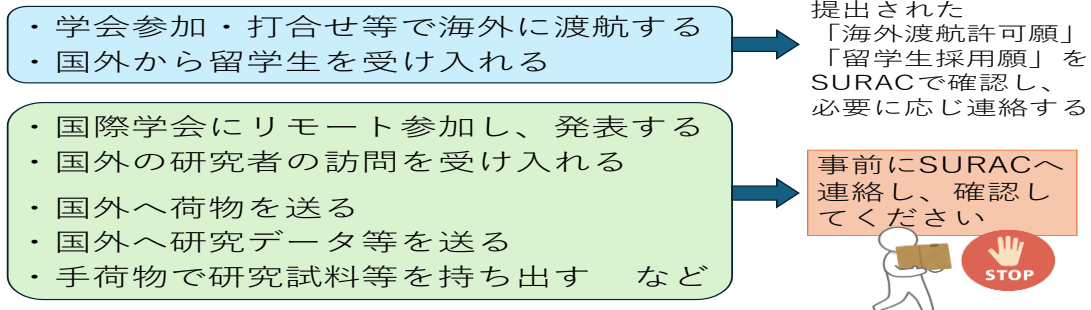 ・学会参加・打合せ等で海外に渡航する
・国外から留学生を受け入れる
提出された
「海外渡航許可願」
「留学生採用願」を
SURACで確認し、
必要に応じ連絡する
・国際学会にリモート参加し、発表する
・国外の研究者の訪問を受け入れる
・国外へ荷物を送る
・国外へ研究データ等を送る
・手荷物で研究試料等を持ち出す　など
事前にSURACへ
連絡し、確認し
てください
STOP